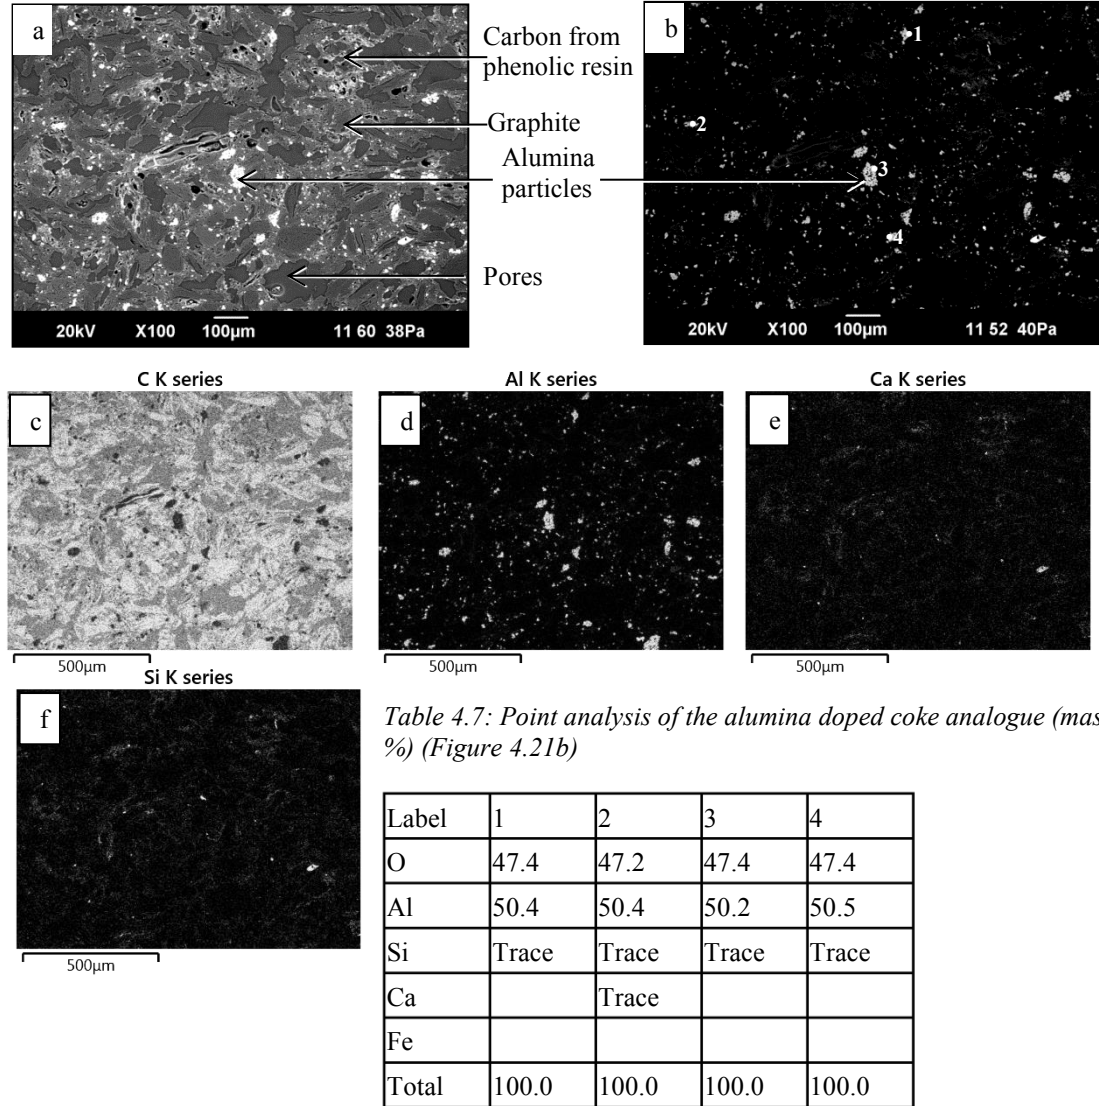 a
Carbon from
phenolic resin
Graphite
Alumina
particles
Pores
20kV X100 100µm 11 60 38Pa
b
1
2
3
4
20kV X100 100µm 11 52 40Pa
C K series
c
500µm
Al K series
d
Ca K series
e
500µm
Si K series
f
500µm
Table 4.7: Point analysis of the alumina doped coke analogue (mas
%) (Figure 4.21b)
Label 1 2 3 4
O 47.4 47.2 47.4 47.4
Al 50.4 50.4 50.2 50.5
Si Trace Trace Trace Trace
Ca Trace
Fe
Total 100.0 100.0 100.0 100.0